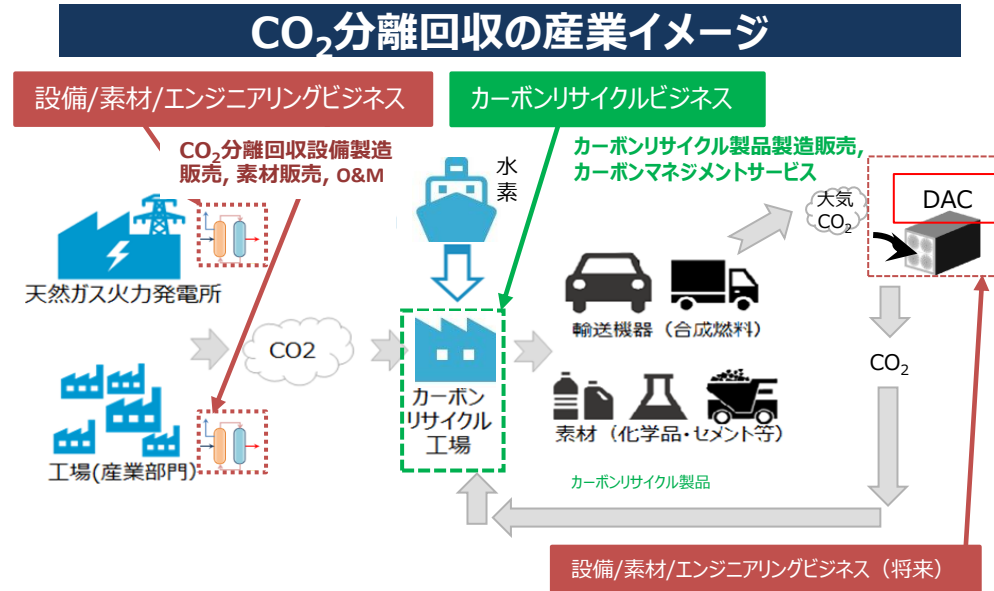 CO₂分離回収の産業イメージ
設備/素材/エンジニアリングビジネス
カーボンリサイクルビジネス
CO₂分離回収設備製造
販売, 素材販売, O&M
水
素
カーボンリサイクル製品製造販売,
カーボンマネジメントサービス
大気
CO₂
DAC
天然ガス火力発電所
輸送機器（合成燃料）
CO2
CO₂
カーボン
リサイクル
工場
素材（化学品・セメント等）
工場(産業部門)
カーボンリサイクル製品
設備/素材/エンジニアリングビジネス（将来）